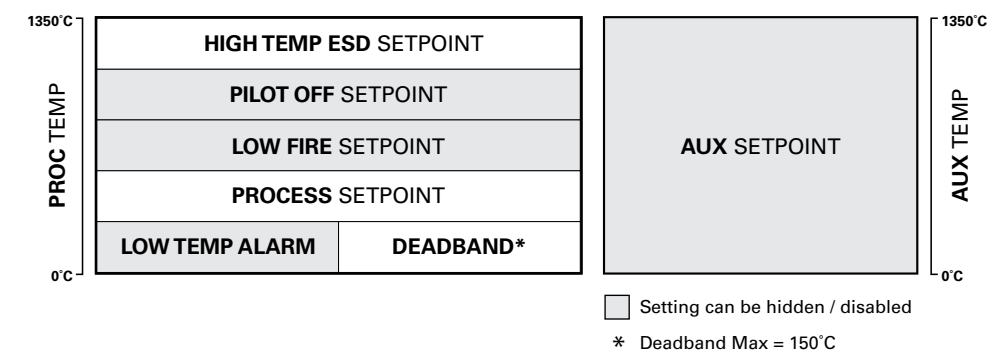 1350°C
HIGH TEMP ESD SETPOINT
PILOT OFF SETPOINT
LOW FIRE SETPOINT
PROCESS SETPOINT
LOW TEMP ALARM
DEADBAND*
PROC TEMP
0°C
AUX SETPOINT
1350°C
AUX TEMP
0°C
Setting can be hidden / disabled
* Deadband Max = 150°C